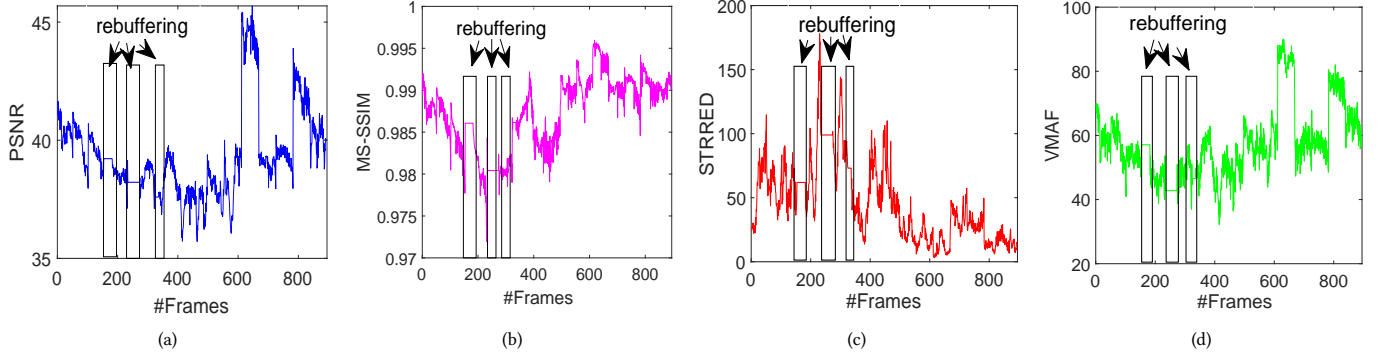 rebuffering
PSNR
45
40
35
0
200
400
600
800
#Frames
(a)
rebuffering
MS-SSIM
0.995
0.99
0.985
0.98
0.975
0.97
0
200
400
600
800
#Frames
(b)
rebuffering
STRRED
200
150
100
50
0
0
200
400
600
800
#Frames
(c)
rebuffering
VMAF
100
80
60
40
20
0
200
400
600
800
#Frames
(d)